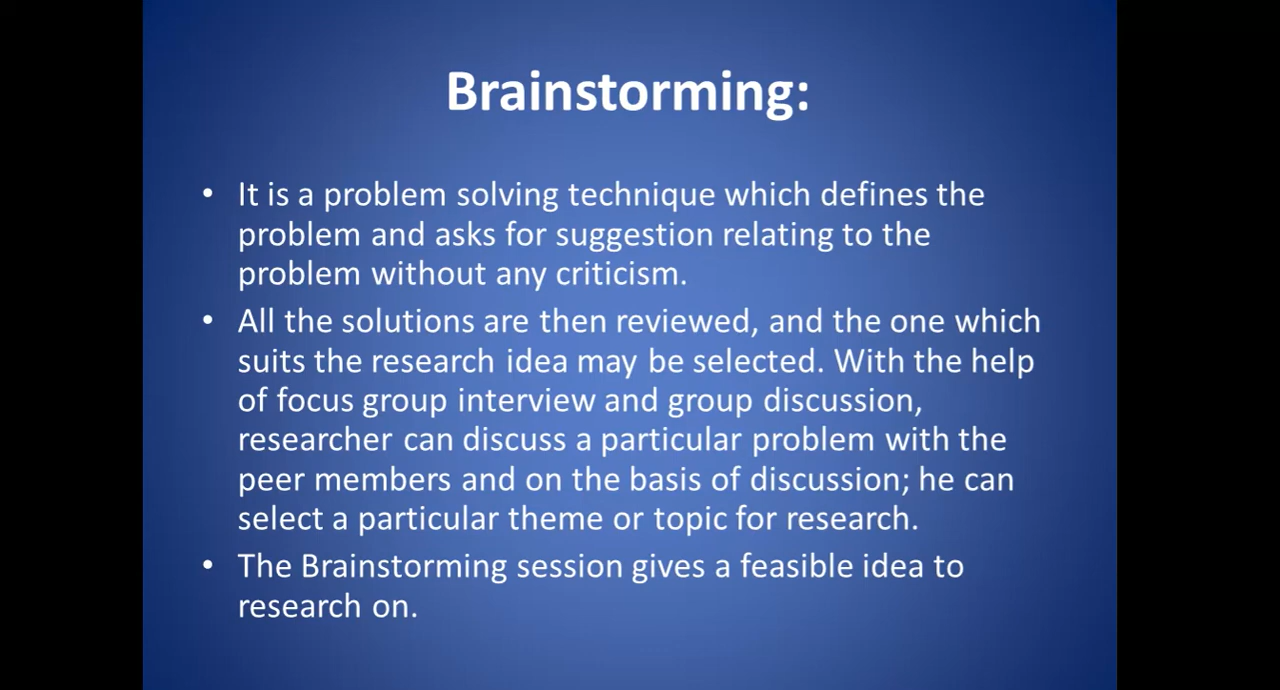 Brainstorming:
• It is a problem solving technique which defines the
problem and asks for suggestion relating to the
problem without any criticism.
• All the solutions are then reviewed, and the one which
suits the research idea may be selected. With the help
of focus group interview and group discussion,
researcher can discuss a particular problem with the
peer members and on the basis of discussion; he can
select a particular theme or topic for research.
• The Brainstorming session gives a feasible idea to
research on.